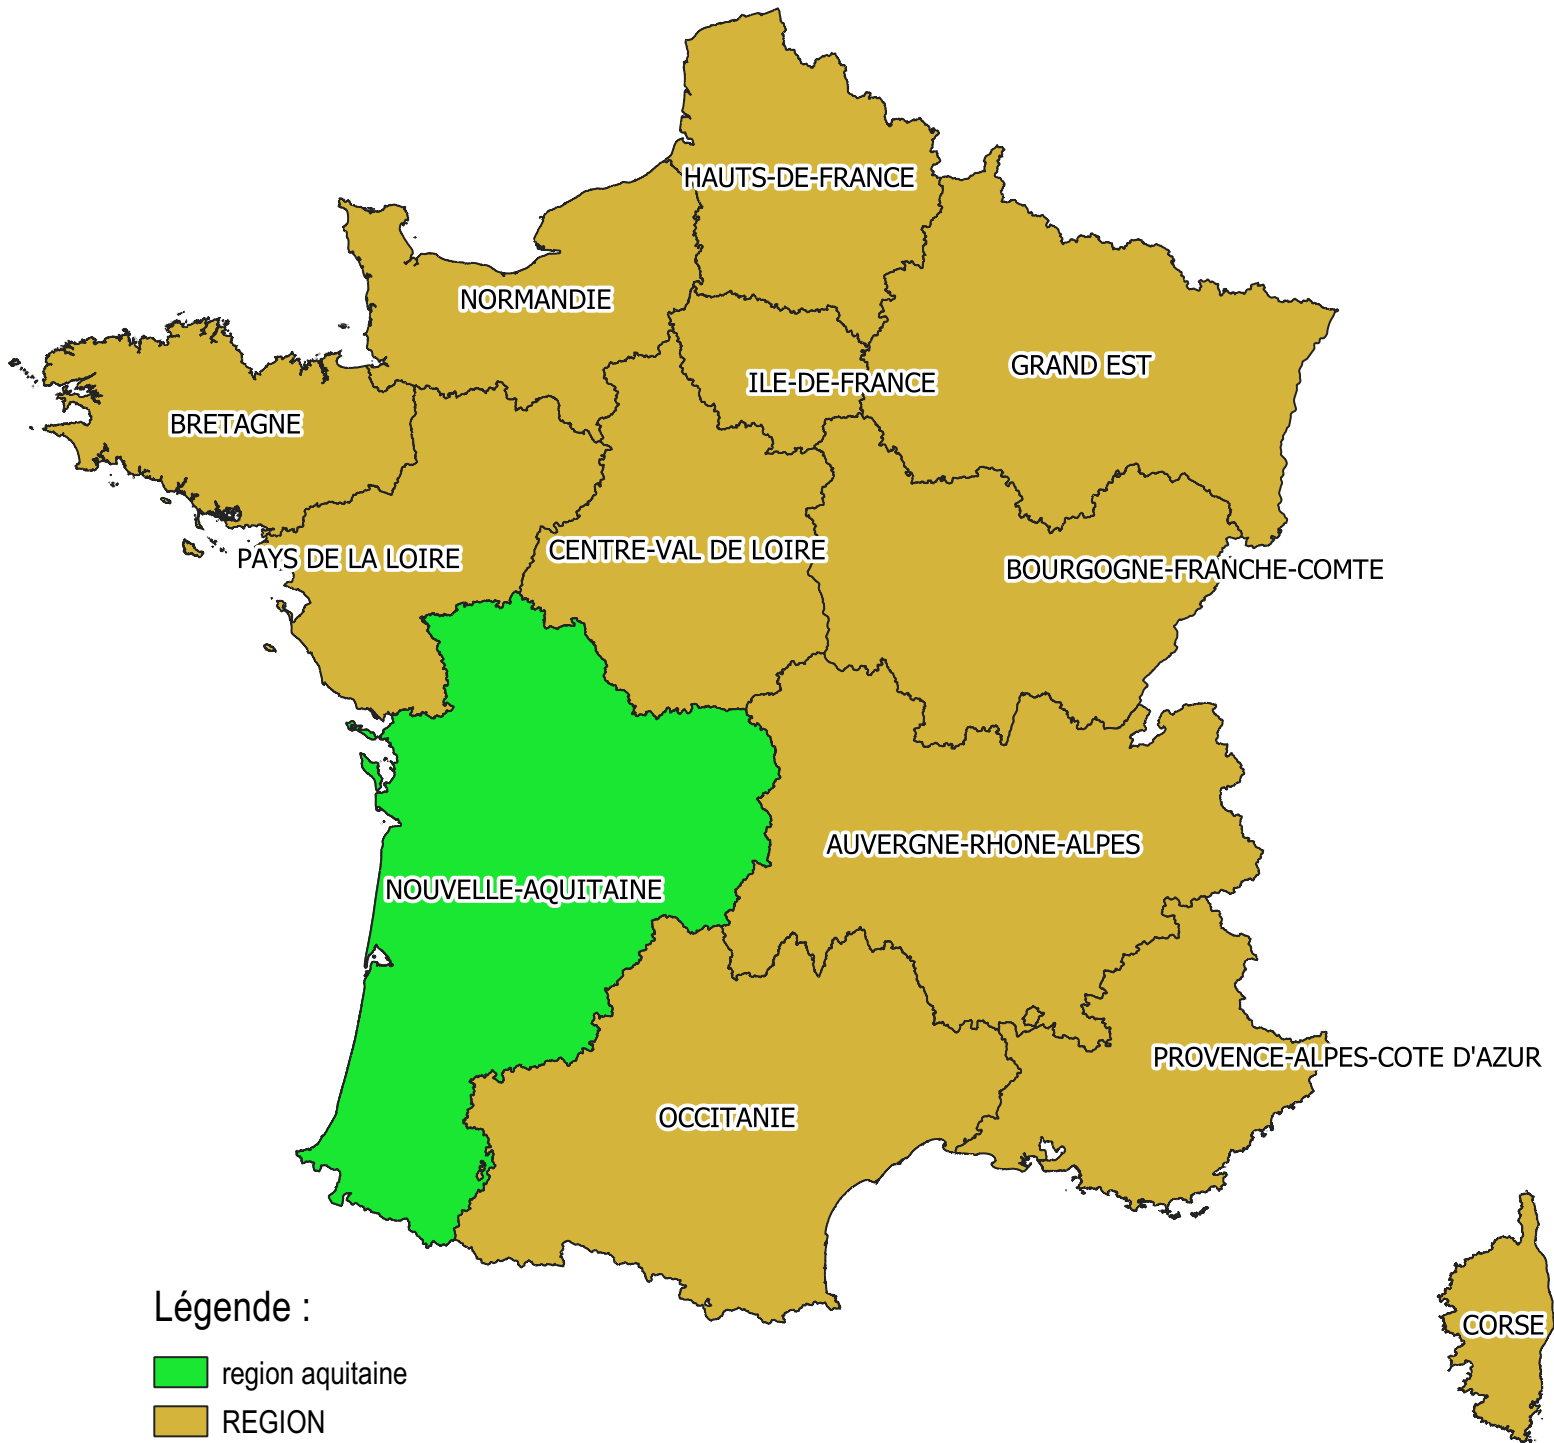 HAUTS-DE-FRANCE
NORMANDIE
GRAND EST
ILE-DE-FRANCE
BRETAGNE
CENTRE-VAL DE LOIRE
PAYS DE LA LOIRE
BOURGOGNE-FRANCHE-COMTE
AUVERGNE-RHONE-ALPES
NOUVELLE-AQUITAINE
PROVENCE-ALPES-COTE D'AZUR
OCCITANIE
CORSE
Légende :
region aquitaine
REGION